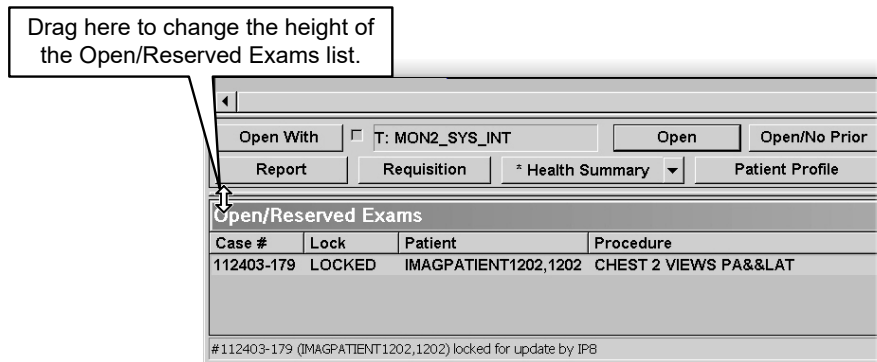 Drag here to change the height of
the Open/Reserved Exams list.
Open With T: MON2_SYS_INT Open Open/No Prior
Report Requisition * Health Summary Patient Profile
Open/Reserved Exams
Case # Lock Patient Procedure
112403-179 LOCKED IMAGPATIENT1202,1202 CHEST 2 VIEWS PA&&LAT
#112403-179 (IMAGPATIENT1202,1202) locked for update by IP8